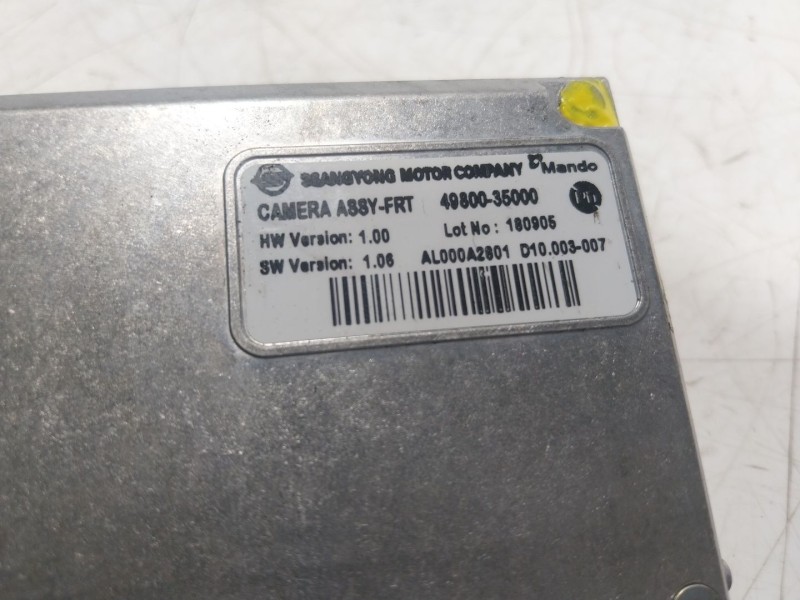 SSANGYONG MOTOR COMPANY Mando
CAMERA ASSY-FRT 49800-35000
HW Version: 1.00 Lot No : 180905
SW Version: 1.06 AL000A2801 D10.003-007